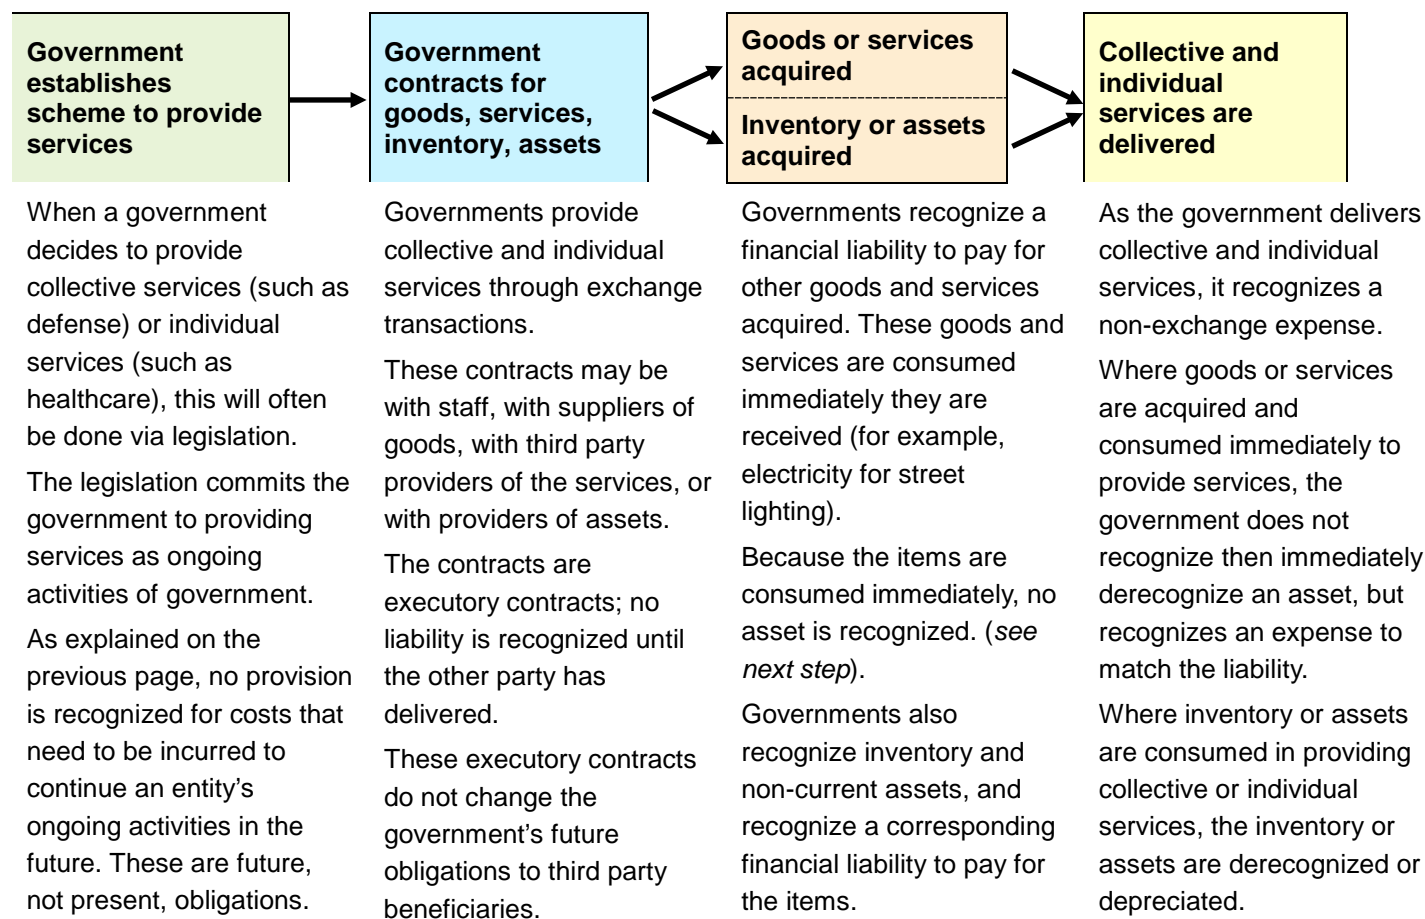 Government
establishes
scheme to provide
services
Government
contracts for
goods, services,
inventory, assets
Goods or services
acquired
Inventory or assets
acquired
Collective and
individual
services are
delivered
When a government
decides to provide
collective services (such as
defense) or individual
services (such as
healthcare), this will often
be done via legislation.
The legislation commits the
government to providing
services as ongoing
activities of government.
As explained on the
previous page, no provision
is recognized for costs that
need to be incurred to
continue an entity’s
ongoing activities in the
future. These are future,
not present, obligations.
Governments provide
collective and individual
services through exchange
transactions.
These contracts may be
with staff, with suppliers of
goods, with third party
providers of the services, or
with providers of assets.
The contracts are
executory contracts; no
liability is recognized until
the other party has
delivered.
These executory contracts
do not change the
government’s future
obligations to third party
beneficiaries.
Governments recognize a
financial liability to pay for
other goods and services
acquired. These goods and
services are consumed
immediately they are
received (for example,
electricity for street
lighting).
Because the items are
consumed immediately, no
asset is recognized. (see
next step).
Governments also
recognize inventory and
non-current assets, and
recognize a corresponding
financial liability to pay for
the items.
As the government delivers
collective and individual
services, it recognizes a
non-exchange expense.
Where goods or services
are acquired and
consumed immediately to
provide services, the
government does not
recognize then immediately
derecognize an asset, but
recognizes an expense to
match the liability.
Where inventory or assets
are consumed in providing
collective or individual
services, the inventory or
assets are derecognized or
depreciated.